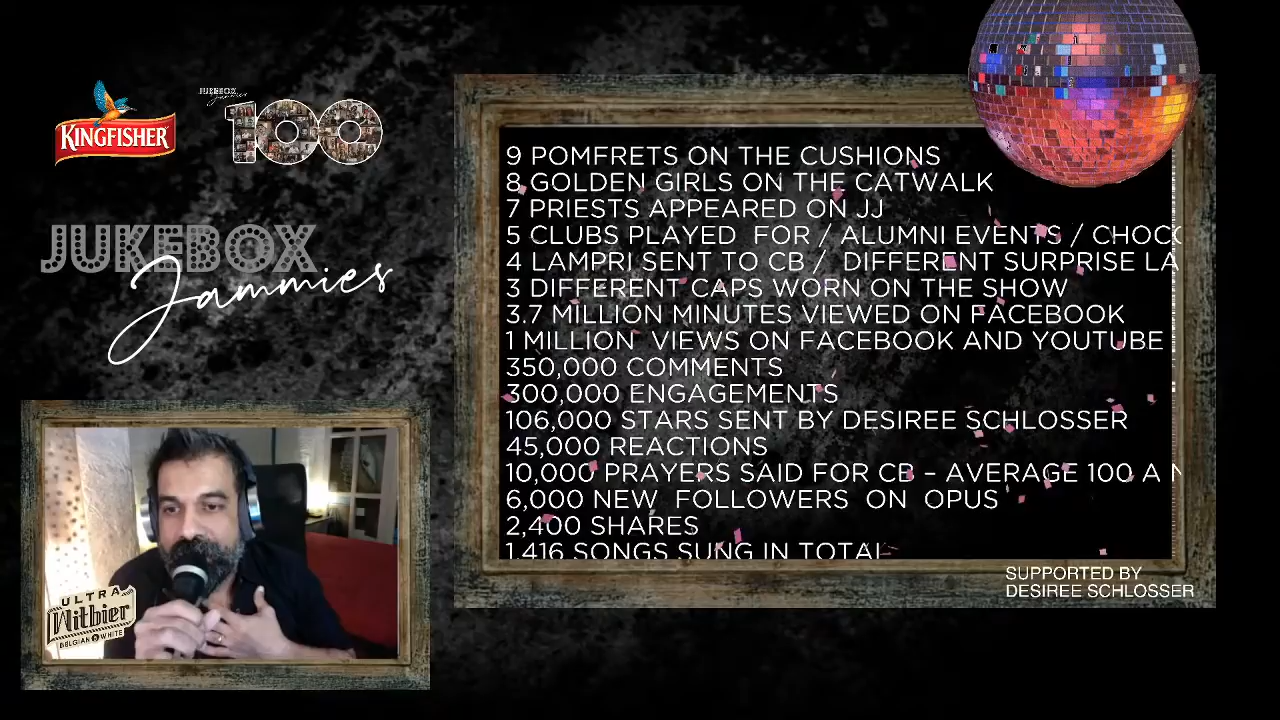 KINGFISHER
JUKEBOX
Jammies
100
JUKEBOX
Jammies
9 POMFRETS ON THE CUSHIONS
8 GOLDEN GIRLS ON THE CATWALK
7 PRIESTS APPEARED ON JJ
5 CLUBS PLAYED FOR / ALUMNI EVENTS /
4 LAMPRI SENT TO CB / DIFFERENT SURPRISE
3 DIFFERENT CAPS WORN ON THE SHOW
3.7 MILLION MINUTES VIEWED ON FACEBOOK
1 MILLION VIEWS ON FACEBOOK AND YOUTUBE
350,000 COMMENTS
300,000 ENGAGEMENTS
106,000 STARS SENT BY DESIREE SCHLOSSER
45,000 REACTIONS
10,000 PRAYERS SAID FOR CB – AVERAGE 100 A
6,000 NEW FOLLOWERS ON OPUS
2,400 SHARES
1,416 SONGS SUNG IN TOTAL
SUPPORTED BY
DESIREE SCHLOSSER
ULTRA
Witbier
BELGIAN WHITE